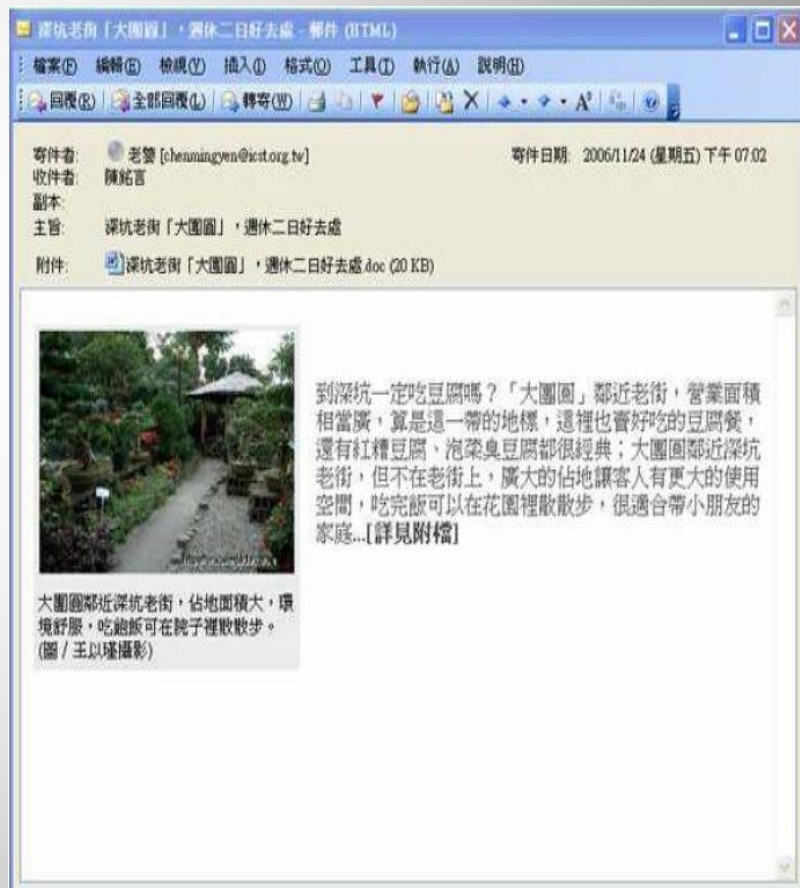 深坑老街「大團圓」，週休二日好去處 - 郵件 (HTML)
檔案(F) 編輯(E) 檢視(V) 插入(I) 格式(O) 工具(T) 執行(A) 說明(H)
回覆(R) 全部回覆(L) 轉寄(W)
寄件者: 老聾 [chenmingyen@icst.org.tw] 寄件日期: 2006/11/24 (星期五) 下午 07:02
收件者: 陳銘言
副本:
主旨: 深坑老街「大團圓」，週休二日好去處
附件: 深坑老街「大團圓」，週休二日好去處.doc (20 KB)
到深坑一定吃豆腐嗎？「大團圓」鄰近老街，營業面積
相當廣，算是這一帶的地標，這裡也賣好吃的豆腐餐，
還有紅糟豆腐、泡菜臭豆腐都很經典；大團圓鄰近深坑
老街，但不在老街上，廣大的佔地讓客人有更大的使用
空間，吃完飯可以在花園裡散散步，很適合帶小朋友的
家庭...[詳見附檔]
大團圓鄰近深坑老街，佔地面積大，環
境舒服，吃飽飯可在院子裡散散步。
(圖 / 王以瑾攝影)